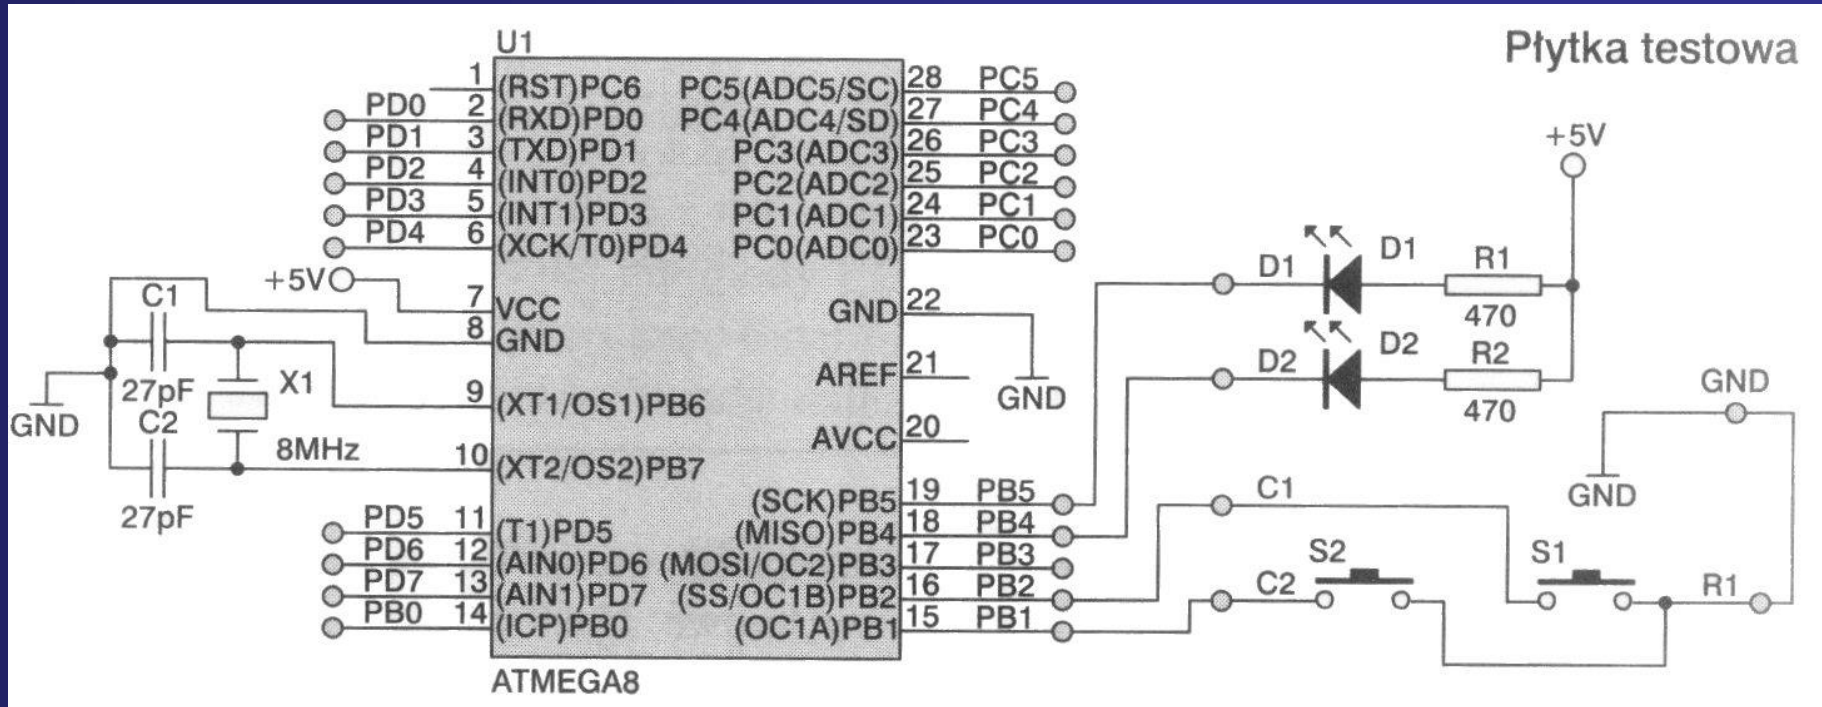 Płytka testowa
U1
1 (RST)PC6
PD0 2 (RXD)PD0
PD1 3 (TXD)PD1
PD2 4 (INT0)PD2
PD3 5 (INT1)PD3
PD4 6 (XCK/T0)PD4
+5V
7 VCC
8 GND
C1
27pF
X1
8MHz
GND
C2
27pF
9 (XT1/OS1)PB6
10 (XT2/OS2)PB7
PD5 11 (T1)PD5
PD6 12 (AIN0)PD6
PD7 13 (AIN1)PD7
PB0 14 (ICP)PB0
PC5(ADC5/SC) 28 PC5
PC4(ADC4/SD) 27 PC4
PC3(ADC3) 26 PC3
PC2(ADC2) 25 PC2
PC1(ADC1) 24 PC1
PC0(ADC0) 23 PC0
GND 22
GND
AREF 21
AVCC 20
(SCK)PB5 19 PB5
(MISO)PB4 18 PB4
(MOSI/OC2)PB3 17 PB3
(SS/OC1B)PB2 16 PB2
(OC1A)PB1 15 PB1
ATMEGA8
+5V
D1 D1 R1
470
D2 D2 R2
470
GND
GND
C1
C2 S2 S1 R1